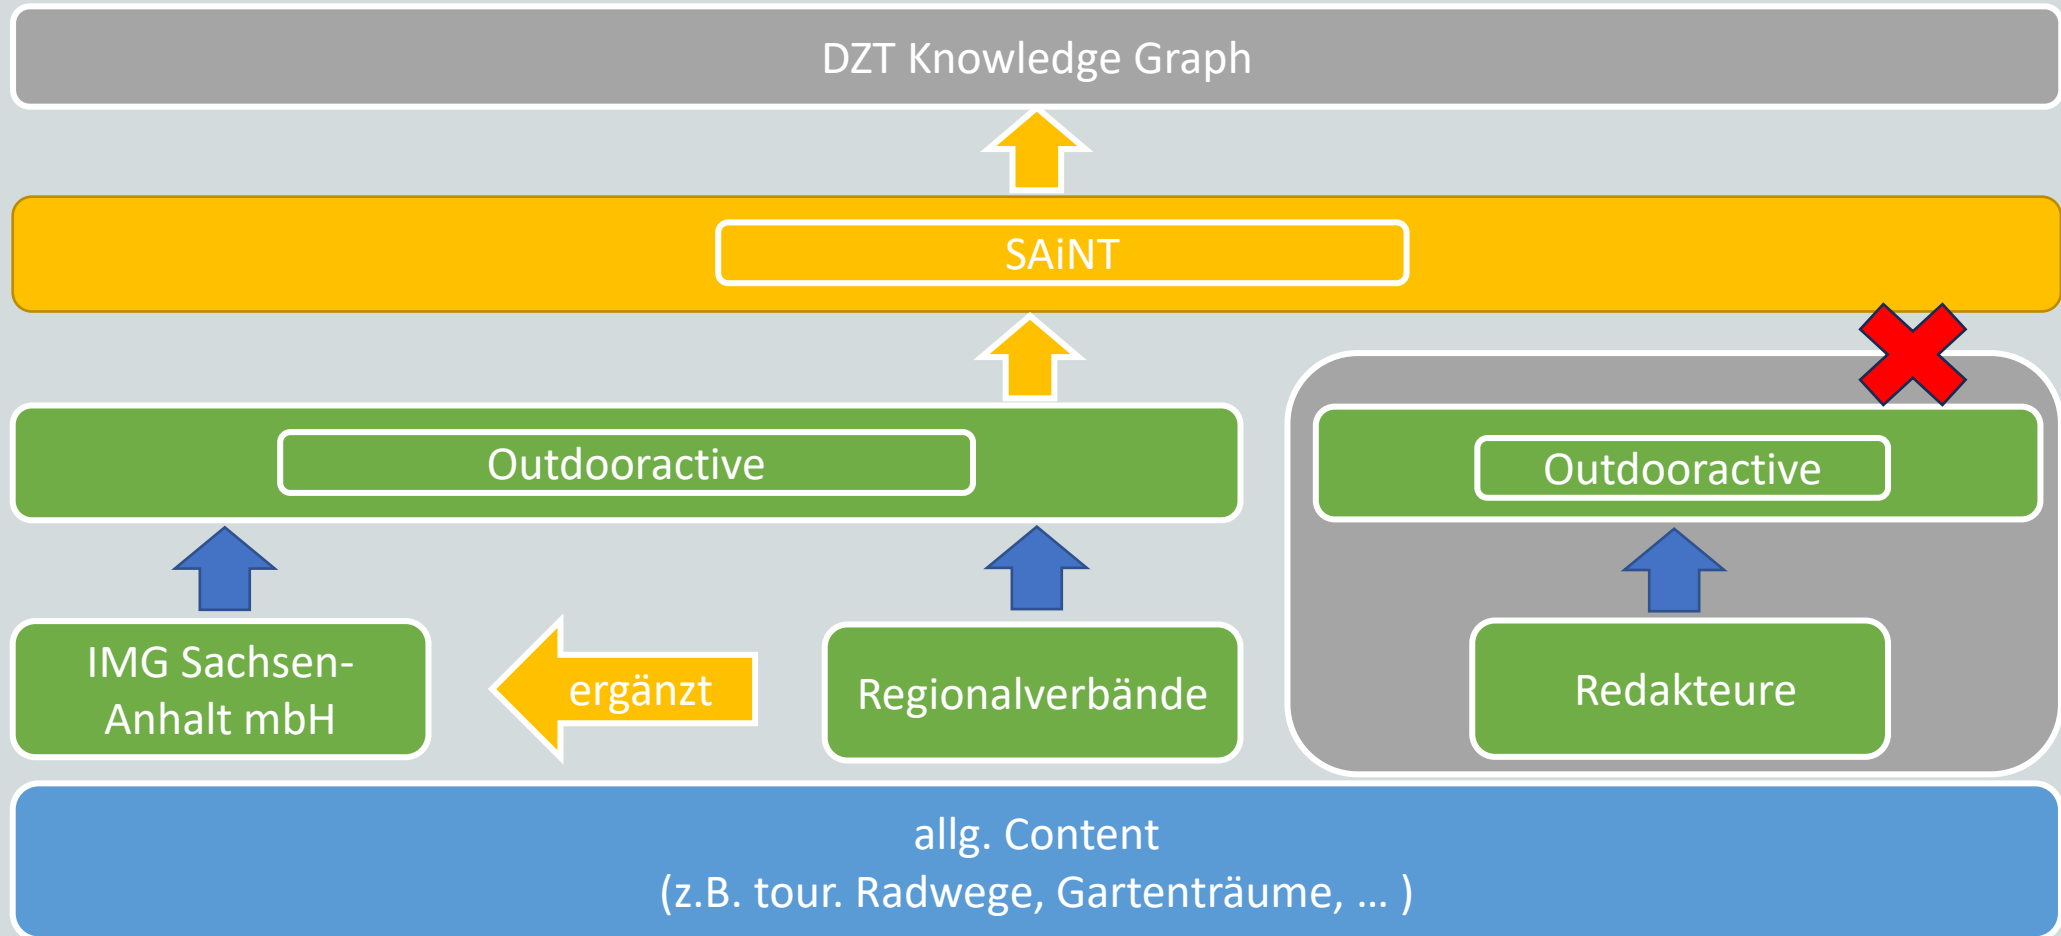 DZT Knowledge Graph
SAiNT
Outdooractive
Outdooractive
IMG Sachsen-
Anhalt mbH
ergänzt
Regionalverbände
Redakteure
allg. Content
(z.B. tour. Radwege, Gartenträume, ... )